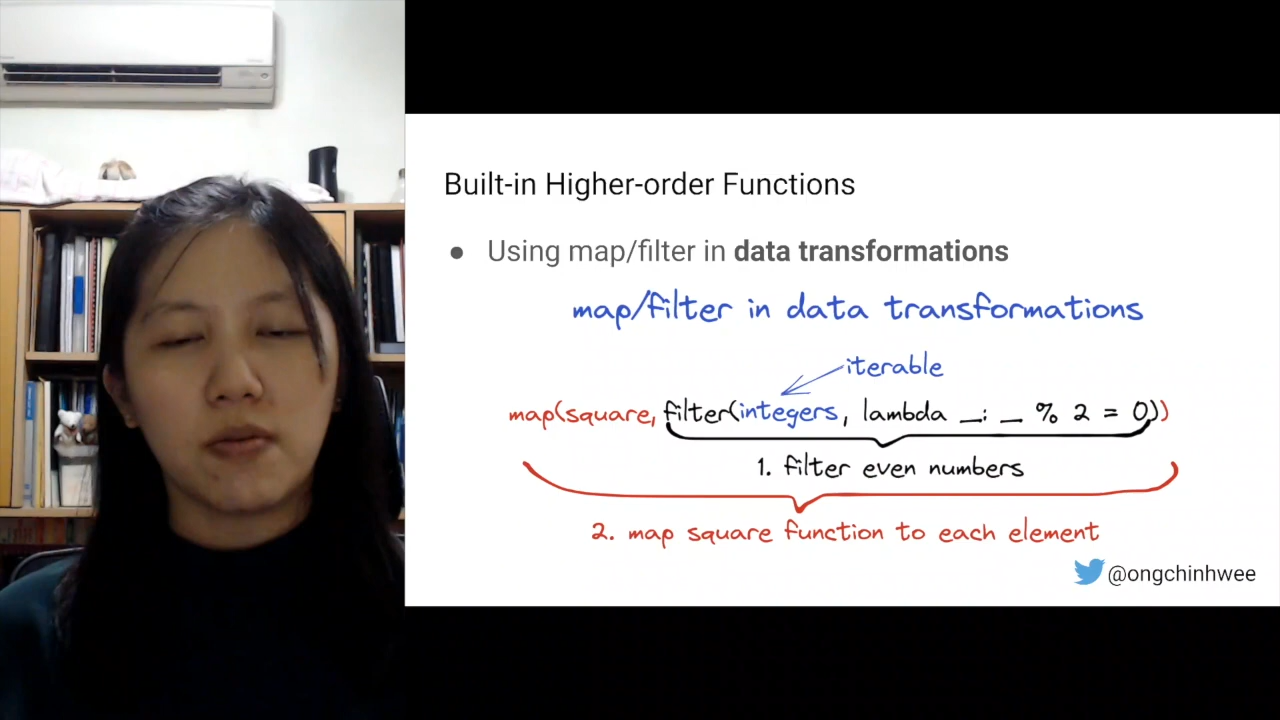 Built-in Higher-order Functions
● Using map/filter in data transformations
map/filter in data transformations
iterable
map(square, filter(integers, lambda _: _ % 2 = 0))
1. filter even numbers
2. map square function to each element
@ongchinhwee